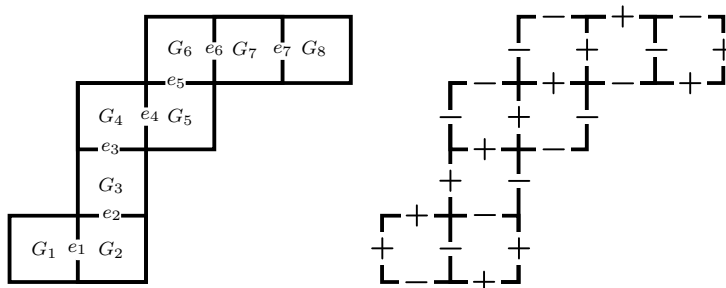 G₆ e₆ G₇ e₇ G₈
e₅
G₄ e₄ G₅
e₃
G₃
e₂
G₁ e₁ G₂
− + −
− + − +
− + − +
− + −
+ −
+ −
+ −
+ − +
− +